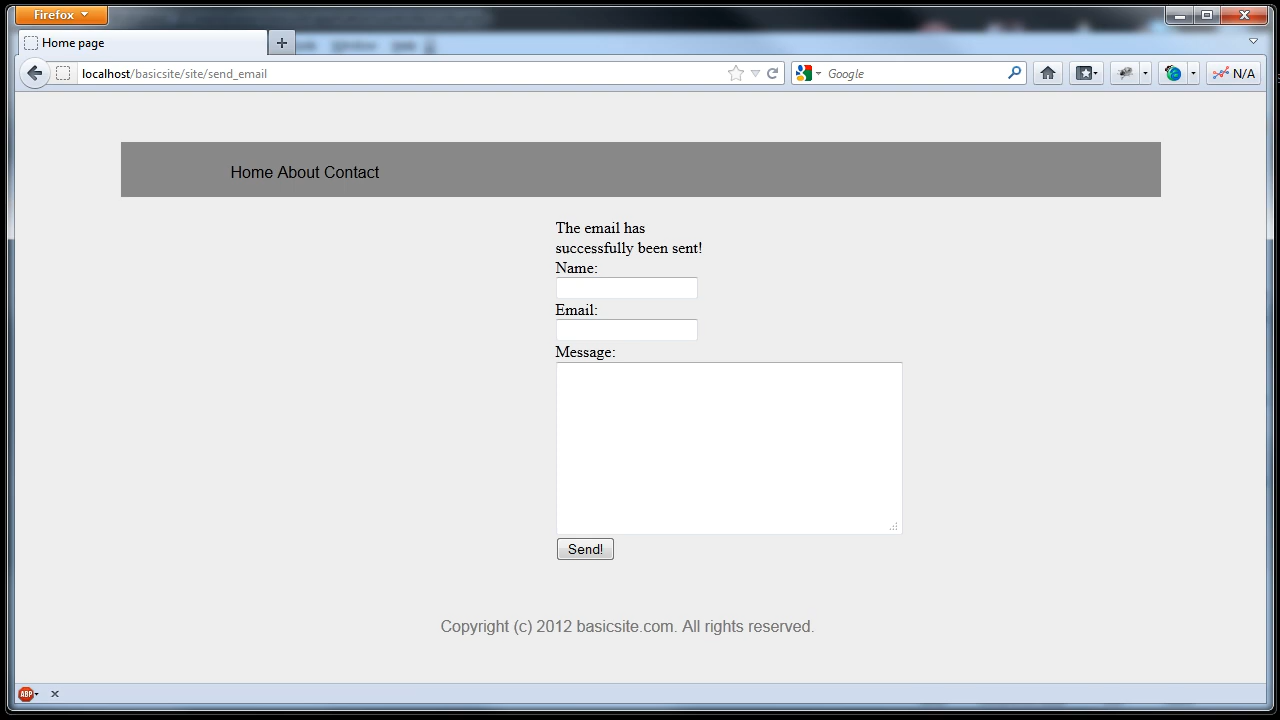 Firefox
Home page
localhost/basicsite/site/send_email
Google
N/A
Home About Contact
The email has
successfully been sent!
Name:
Email:
Message:
Send!
Copyright (c) 2012 basicsite.com. All rights reserved.
ABP